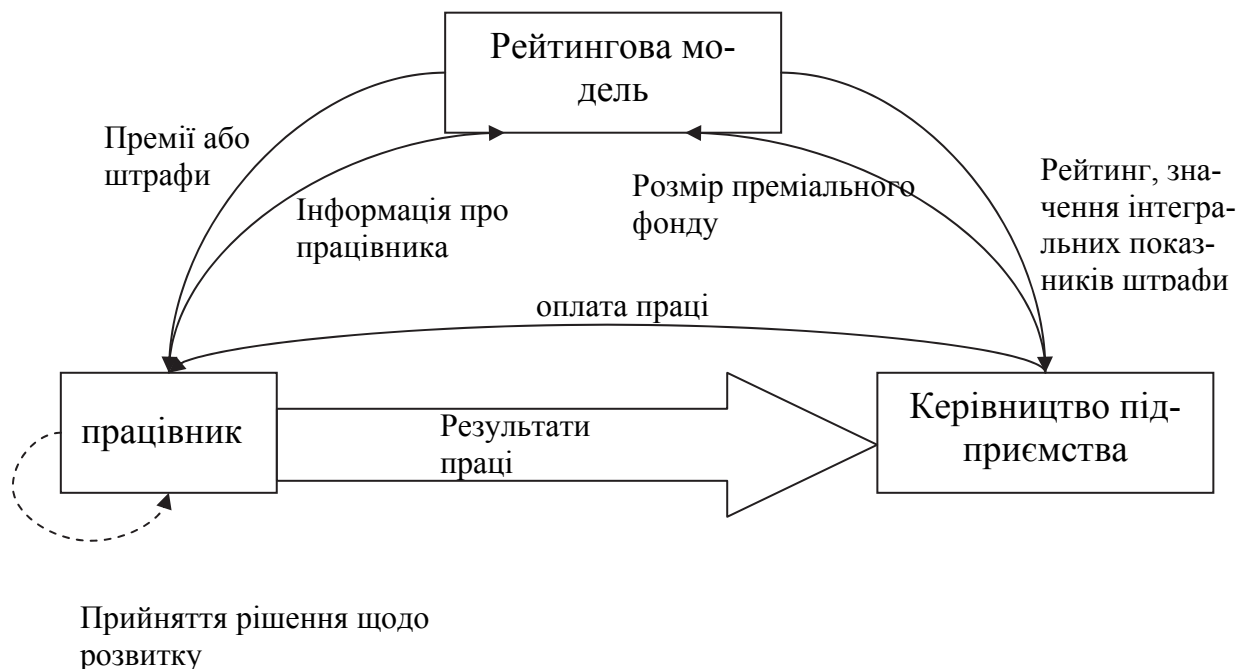 Рейтингова мо-
дель
Премії або
штрафи
Інформація про
працівника
Розмір преміального
фонду
Рейтинг, зна-
чення інтегра-
льних показ-
ників штрафи
оплата праці
працівник
Результати
праці
Керівництво під-
приємства
Прийняття рішення щодо
розвитку